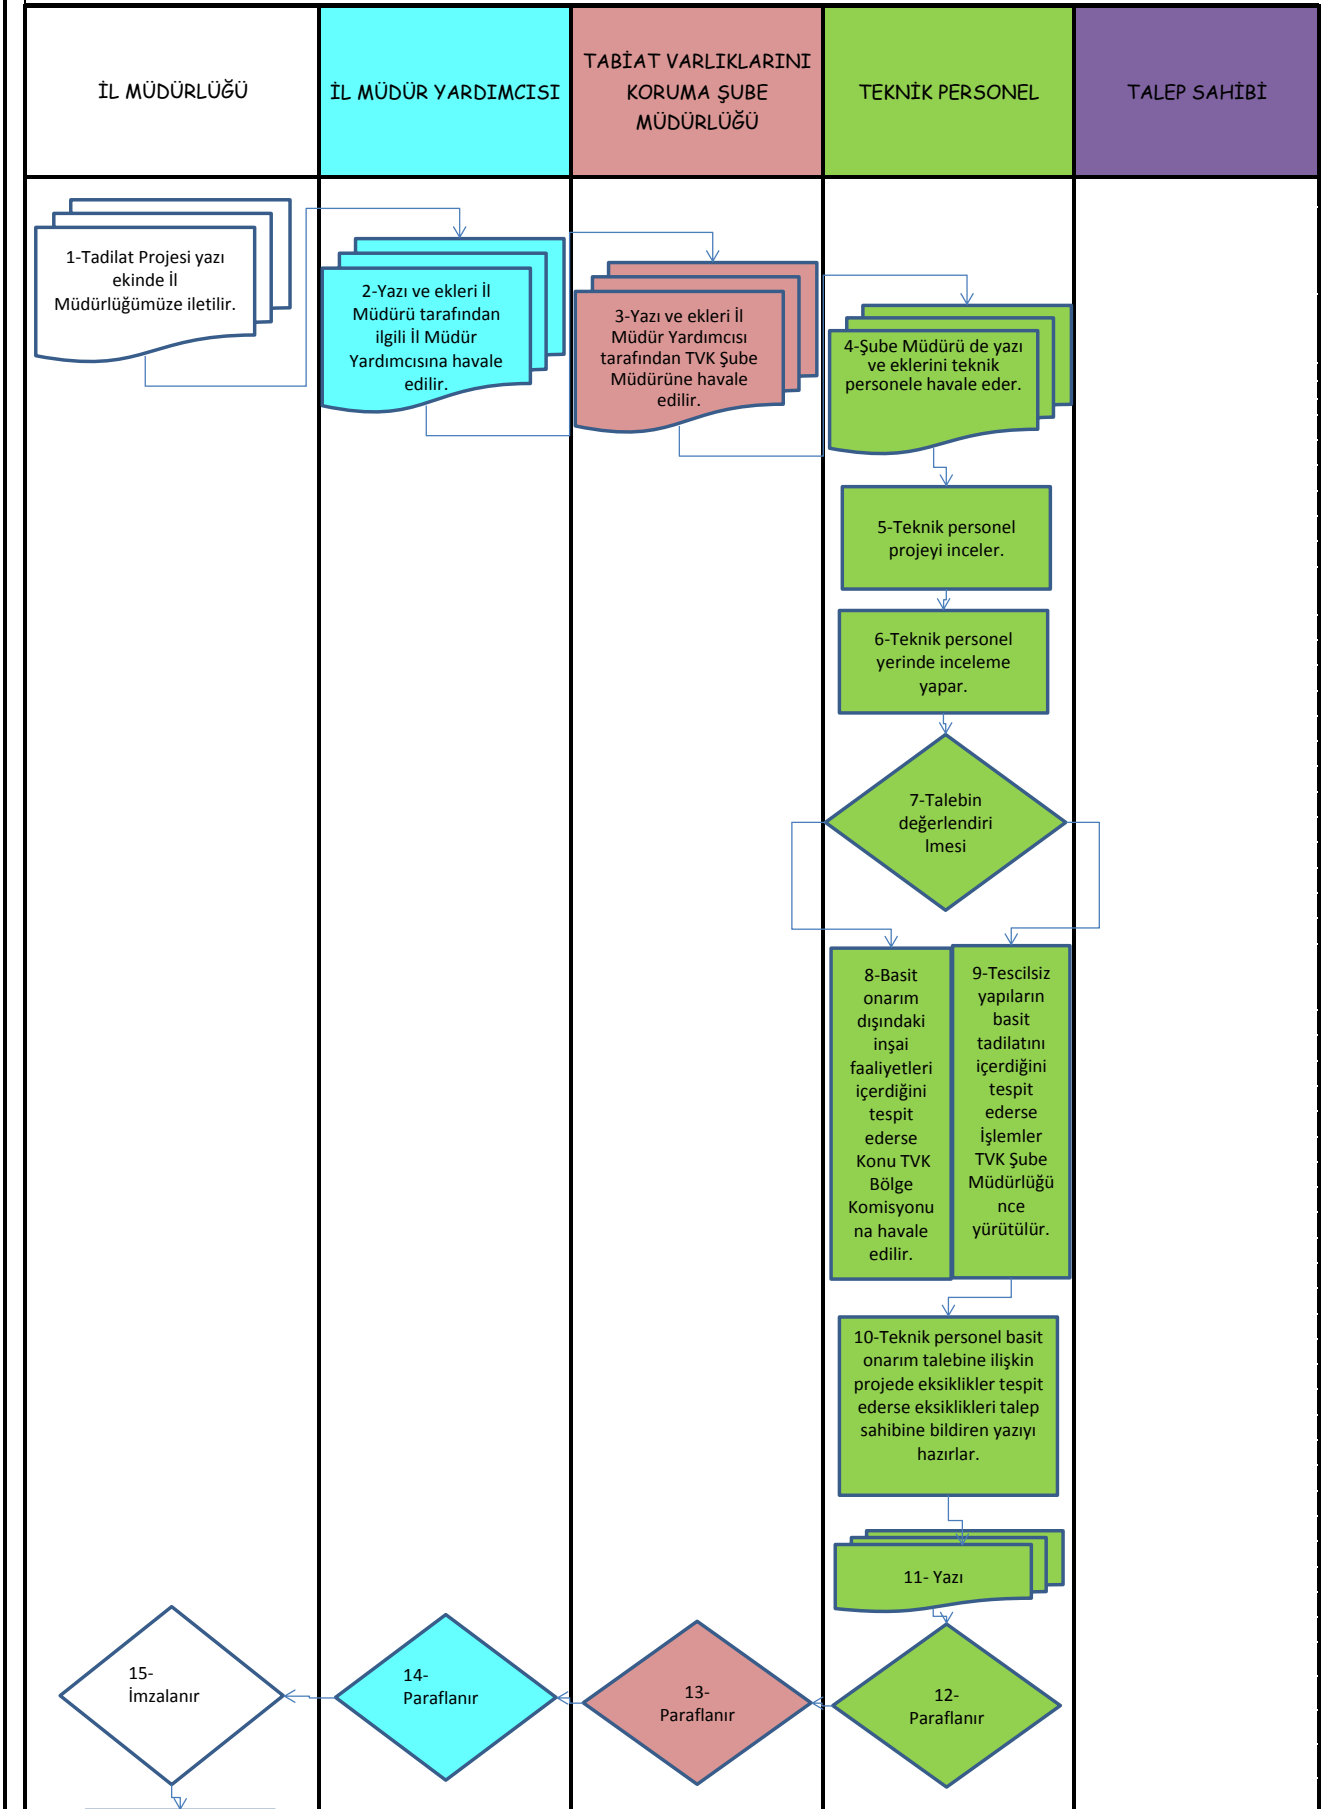 İL MÜDÜRLÜĞÜ
İL MÜDÜR YARDIMCISI
TABİAT VARLIKLARINI
KORUMA ŞUBE
MÜDÜRLÜĞÜ
TEKNİK PERSONEL
TALEP SAHİBİ
1-Tadilat Projesi yazı
ekinde İl
Müdürlüğümüze iletilir.
2-Yazı ve ekleri İl
Müdürü tarafından
ilgili İl Müdür
Yardımcısına havale
edilir.
3-Yazı ve ekleri İl
Müdür Yardımcısı
tarafından TVK Şube
Müdürüne havale
edilir.
4-Şube Müdürü de yazı
ve eklerini teknik
personele havale eder.
5-Teknik personel
projeyi inceler.
6-Teknik personel
yerinde inceleme
yapar.
7-Talebin
değerlendiri
lmesi
8-Basit
onarım
dışındaki
inşai
faaliyetleri
içerdiğini
tespit
ederse
Konu TVK
Bölge
Komisyonu
na havale
edilir.
9-Tescilsiz
yapıların
basit
tadilatını
içerdiğini
tespit
ederse
İşlemler
TVK Şube
Müdürlüğü
nce
yürütülür.
10-Teknik personel basit
onarım talebine ilişkin
projede eksiklikler tespit
ederse eksiklikleri talep
sahibine bildiren yazıyı
hazırlar.
11- Yazı
12-
Paraflanır
13-
Paraflanır
14-
Paraflanır
15-
İmzalanır